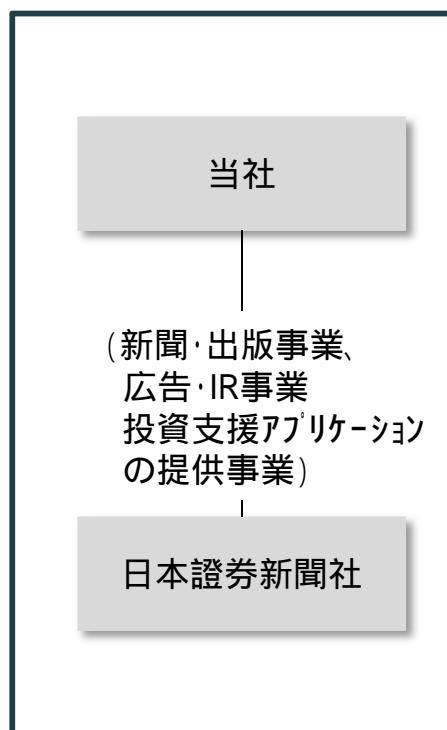 当社
(新聞･出版事業、
広告･IR事業
投資支援ｱﾌﾟﾘｹｰｼｮﾝ
の提供事業)
日本證券新聞社